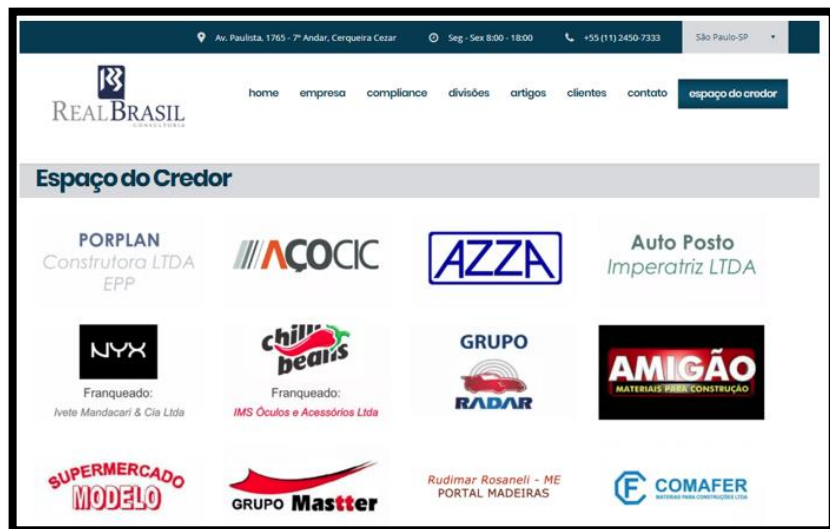 Av. Paulista, 1765 - 7º Andar, Cerqueira Cezar
Seg - Sex 8:00 - 18:00
+55 (11) 2450-7333
São Paulo-SP
REALBRASIL
CONSULTORIA
home empresa compliance divisões artigos clientes contato espaço do credor
Espaço do Credor
PORPLAN
Construtora LTDA
EPP
AÇOCIC
AZZA
Auto Posto
Imperatriz LTDA
NYX
Franqueado:
Ivete Mandacari & Cia Ltda
chilli
beans
Franqueado:
IMS Óculos e Acessórios Ltda
GRUPO
RADAR
AMIGÃO
MATERIAIS PARA CONSTRUÇÃO
SUPERMERCADO
MODELO
GRUPO Mastter
Rudimar Rosaneli - ME
PORTAL MADEIRAS
COMAFER
MATERIAS PARA CONSTRUÇÕES LTDA